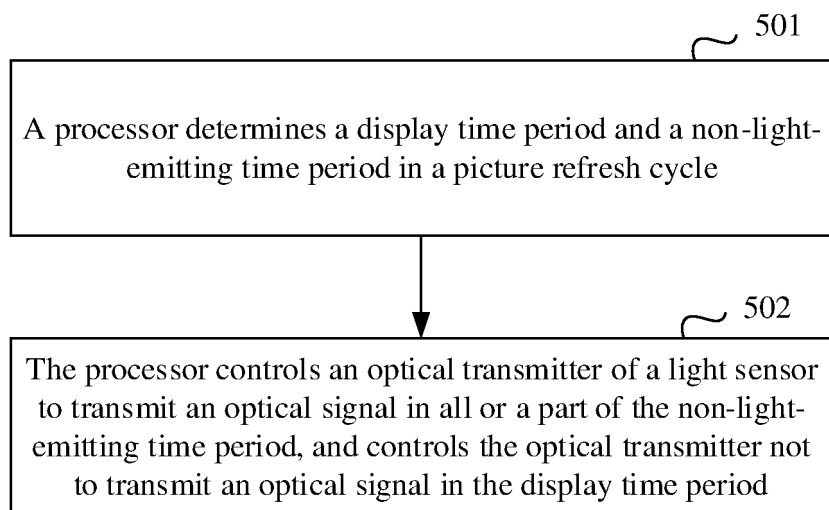 501
A processor determines a display time period and a non-light-
emitting time period in a picture refresh cycle
502
The processor controls an optical transmitter of a light sensor
to transmit an optical signal in all or a part of the non-light-
emitting time period, and controls the optical transmitter not
to transmit an optical signal in the display time period